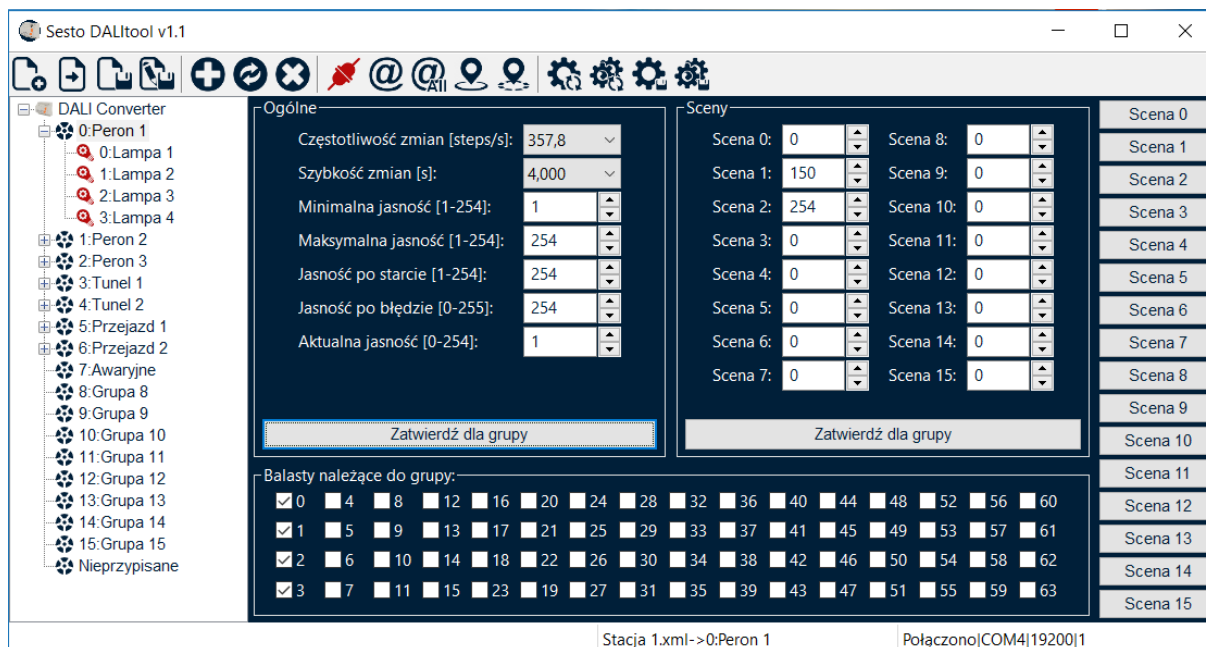 Sesto DALItool v1.1
@ @ All
DALI Converter
0:Peron 1
0:Lampa 1
1:Lampa 2
2:Lampa 3
3:Lampa 4
1:Peron 2
2:Peron 3
3:Tunel 1
4:Tunel 2
5:Przejazd 1
6:Przejazd 2
7:Awaryjne
8:Grupa 8
9:Grupa 9
10:Grupa 10
11:Grupa 11
12:Grupa 12
13:Grupa 13
14:Grupa 14
15:Grupa 15
Nieprzypisane
Ogólne
Częstotliwość zmian [steps/s]: 357,8
Szybkość zmian [s]: 4,000
Minimalna jasność [1-254]: 1
Maksymalna jasność [1-254]: 254
Jasność po starcie [1-254]: 254
Jasność po błędzie [0-255]: 254
Aktualna jasność [0-254]: 1
Zatwierdź dla grupy
Sceny
Scena 0: 0 Scena 8: 0
Scena 1: 150 Scena 9: 0
Scena 2: 254 Scena 10: 0
Scena 3: 0 Scena 11: 0
Scena 4: 0 Scena 12: 0
Scena 5: 0 Scena 13: 0
Scena 6: 0 Scena 14: 0
Scena 7: 0 Scena 15: 0
Zatwierdź dla grupy
Balasty należące do grupy:
0 4 8 12 16 20 24 28 32 36 40 44 48 52 56 60
1 5 9 13 17 21 25 29 33 37 41 45 49 53 57 61
2 6 10 14 18 22 26 30 34 38 42 46 50 54 58 62
3 7 11 15 23 19 27 31 35 39 43 47 51 55 59 63
Scena 0
Scena 1
Scena 2
Scena 3
Scena 4
Scena 5
Scena 6
Scena 7
Scena 8
Scena 9
Scena 10
Scena 11
Scena 12
Scena 13
Scena 14
Scena 15
Stacja 1.xml->0:Peron 1
Połączono|COM4|19200|1